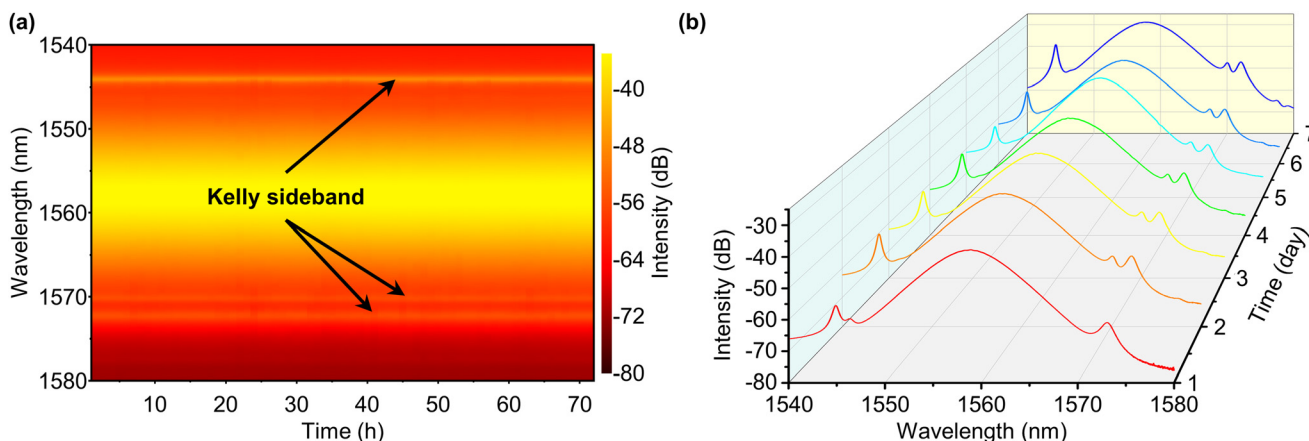 (a)
1540
1550
1560
1570
1580
Wavelength (nm)
10 20 30 40 50 60 70
Time (h)
Kelly sideband
-40
-48
-56
-64
-72
-80
Intensity (dB)
(b)
-30
-40
-50
-60
-70
-80
Intensity (dB)
1540 1550 1560 1570 1580
Wavelength (nm)
1
2
3
4
5
6
7
Time (day)